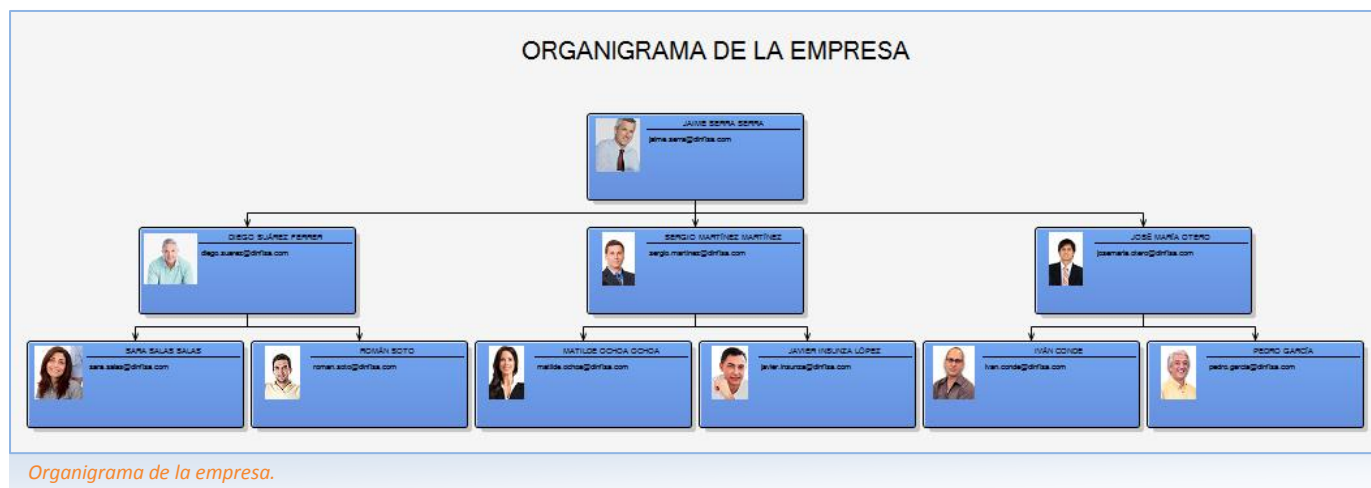 ORGANIGRAMA DE LA EMPRESA
JAIME SERRA SERRA
jaime.serra@dinfisa.com
DIEGO SUÁREZ FERRER
diego.suarez@dinfisa.com
SERGIO MARTÍNEZ MARTÍNEZ
sergio.martinez@dinfisa.com
JOSÉ MARÍA OTERO
josemaria.otero@dinfisa.com
SARA SALAS SALAS
sara.salas@dinfisa.com
ROMÁN SOTO
roman.soto@dinfisa.com
MATILDE OCHOA OCHOA
matilde.ochoa@dinfisa.com
JAVIER INSUNZA LÓPEZ
javier.insunza@dinfisa.com
IVÁN CONDE
ivan.conde@dinfisa.com
PEDRO GARCÍA
pedro.garcia@dinfisa.com
Organigrama de la empresa.